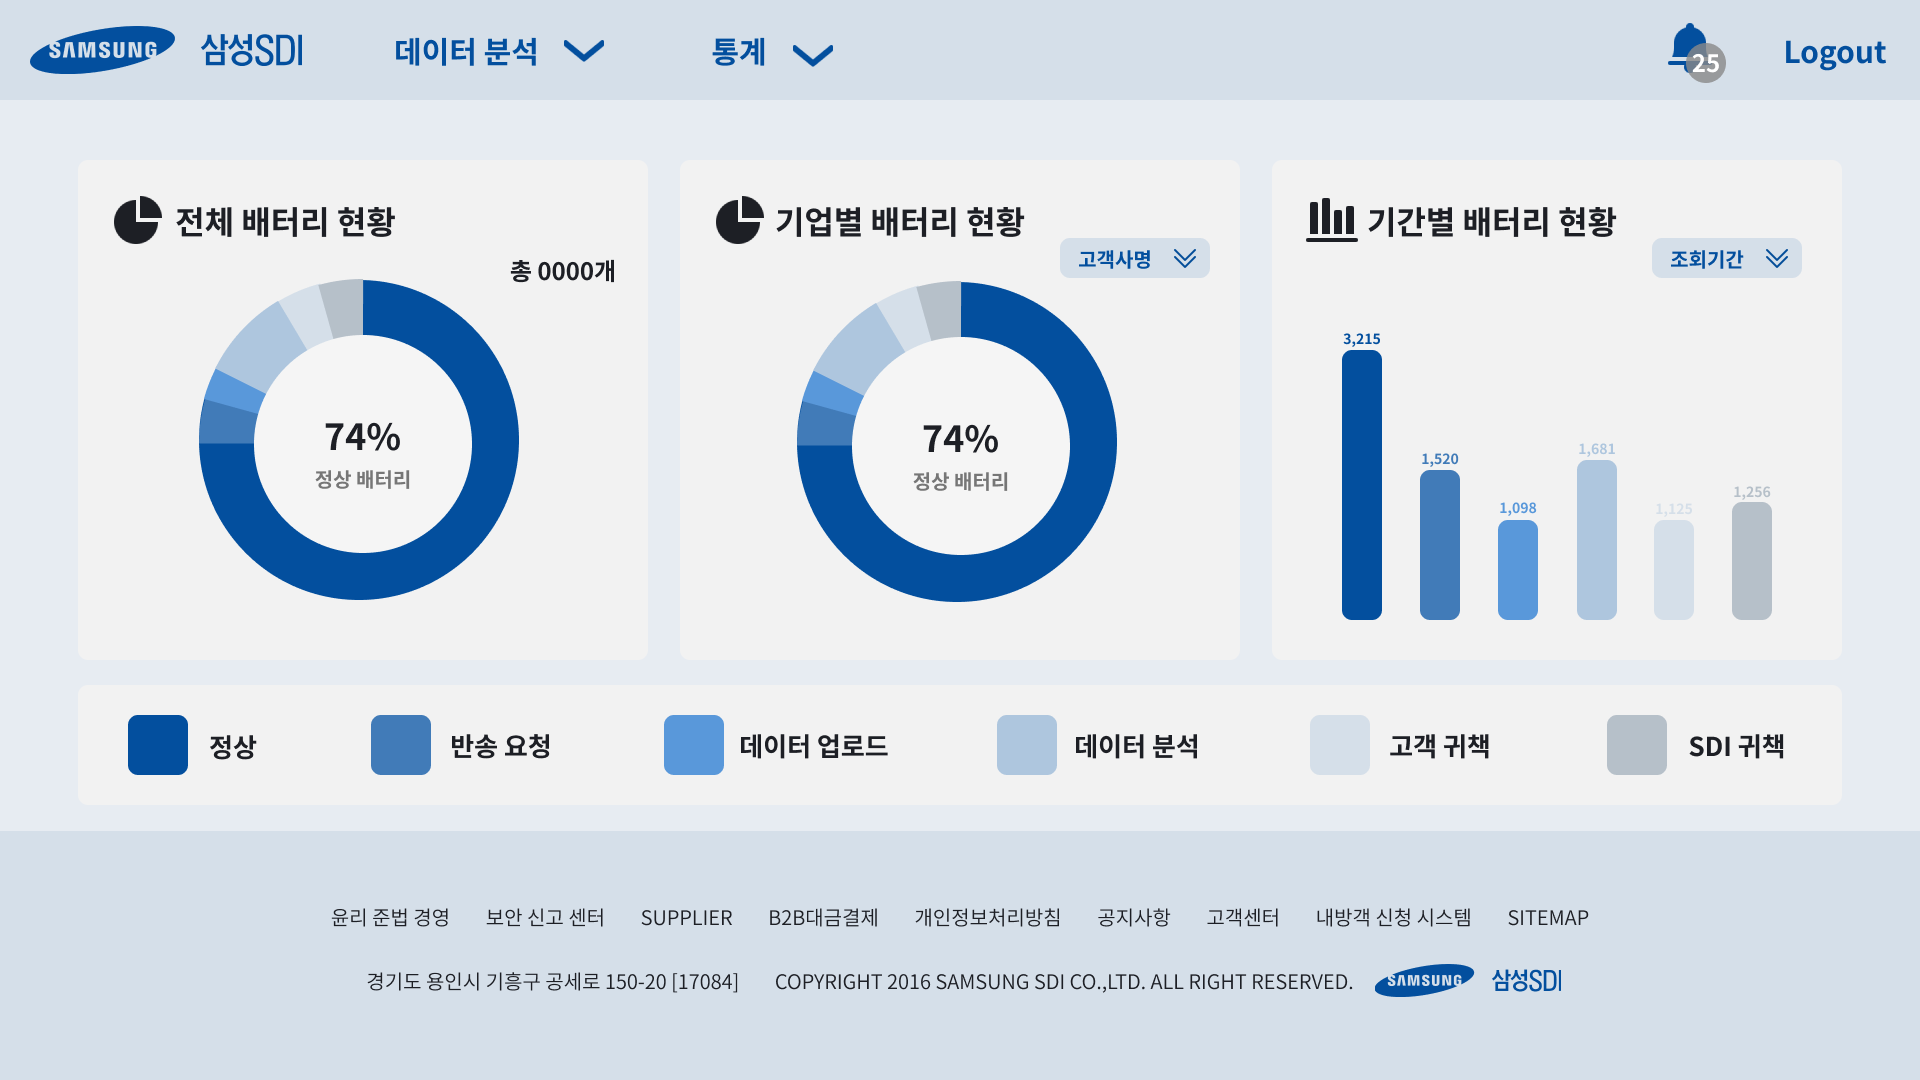 SAMSUNG 삼성SDI 데이터 분석 통계 25 Logout
전체 배터리 현황
총 0000개
74%
정상 배터리
기업별 배터리 현황
고객사명
74%
정상 배터리
기간별 배터리 현황
조회기간
3,215
1,520
1,098
1,681
1,125
1,256
정상 반송 요청 데이터 업로드 데이터 분석 고객 귀책 SDI 귀책
윤리 준법 경영 보안 신고 센터 SUPPLIER B2B대금결제 개인정보처리방침 공지사항 고객센터 내방객 신청 시스템 SITEMAP
경기도 용인시 기흥구 공세로 150-20 [17084] COPYRIGHT 2016 SAMSUNG SDI CO.,LTD. ALL RIGHT RESERVED. SAMSUNG 삼성SDI